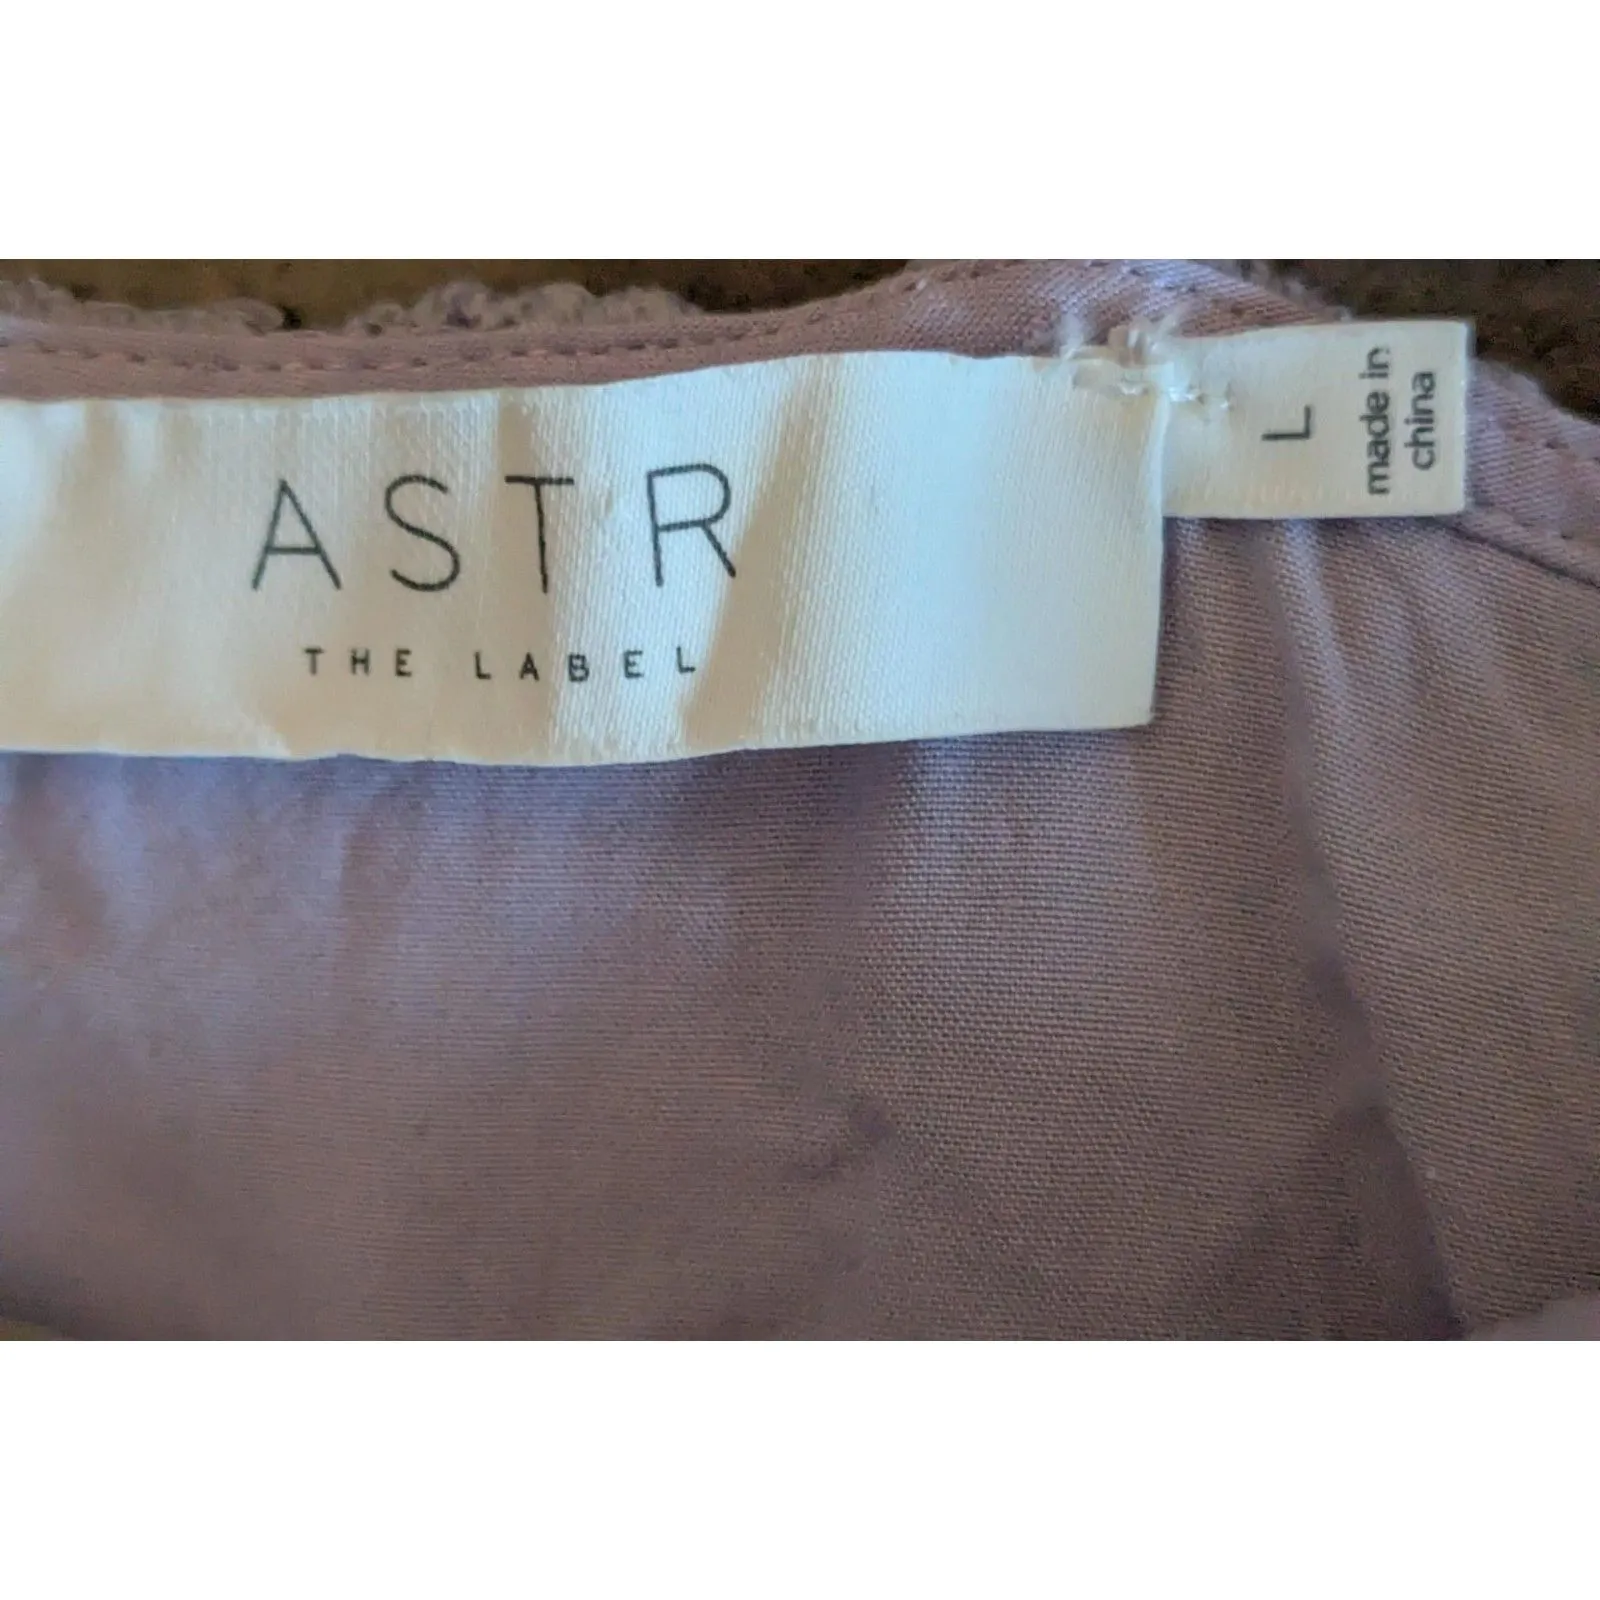 ASTR
THE LABEL
L
made in
china